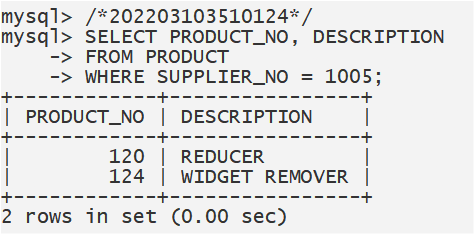 mysql> /*202203103510124*/
mysql> SELECT PRODUCT_NO, DESCRIPTION
    -> FROM PRODUCT
    -> WHERE SUPPLIER_NO = 1005;
+------------+----------------+
| PRODUCT_NO | DESCRIPTION    |
+------------+----------------+
|        120 | REDUCER        |
|        124 | WIDGET REMOVER |
+------------+----------------+
2 rows in set (0.00 sec)